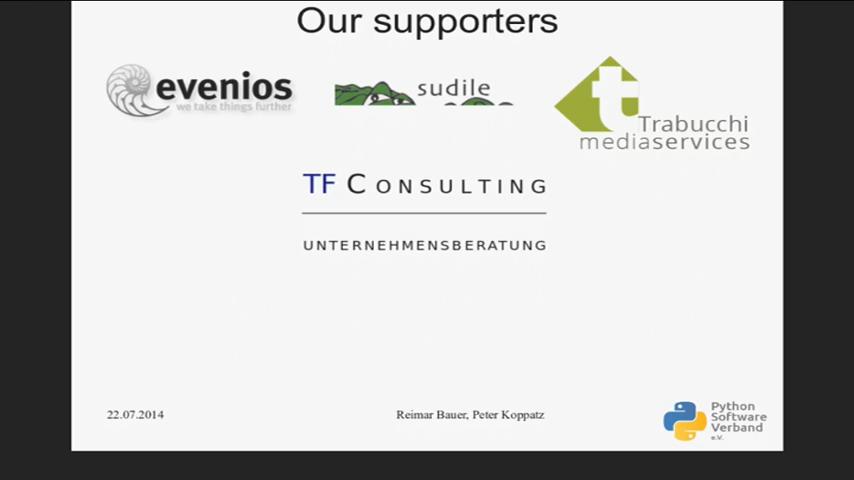 Our supporters
evenios
we take things further
sudile
t
Trabucchi
mediaservices
TF CONSULTING
UNTERNEHMENSBERATUNG
22.07.2014
Reimar Bauer, Peter Koppatz
Python
Software
Verband
e.V.